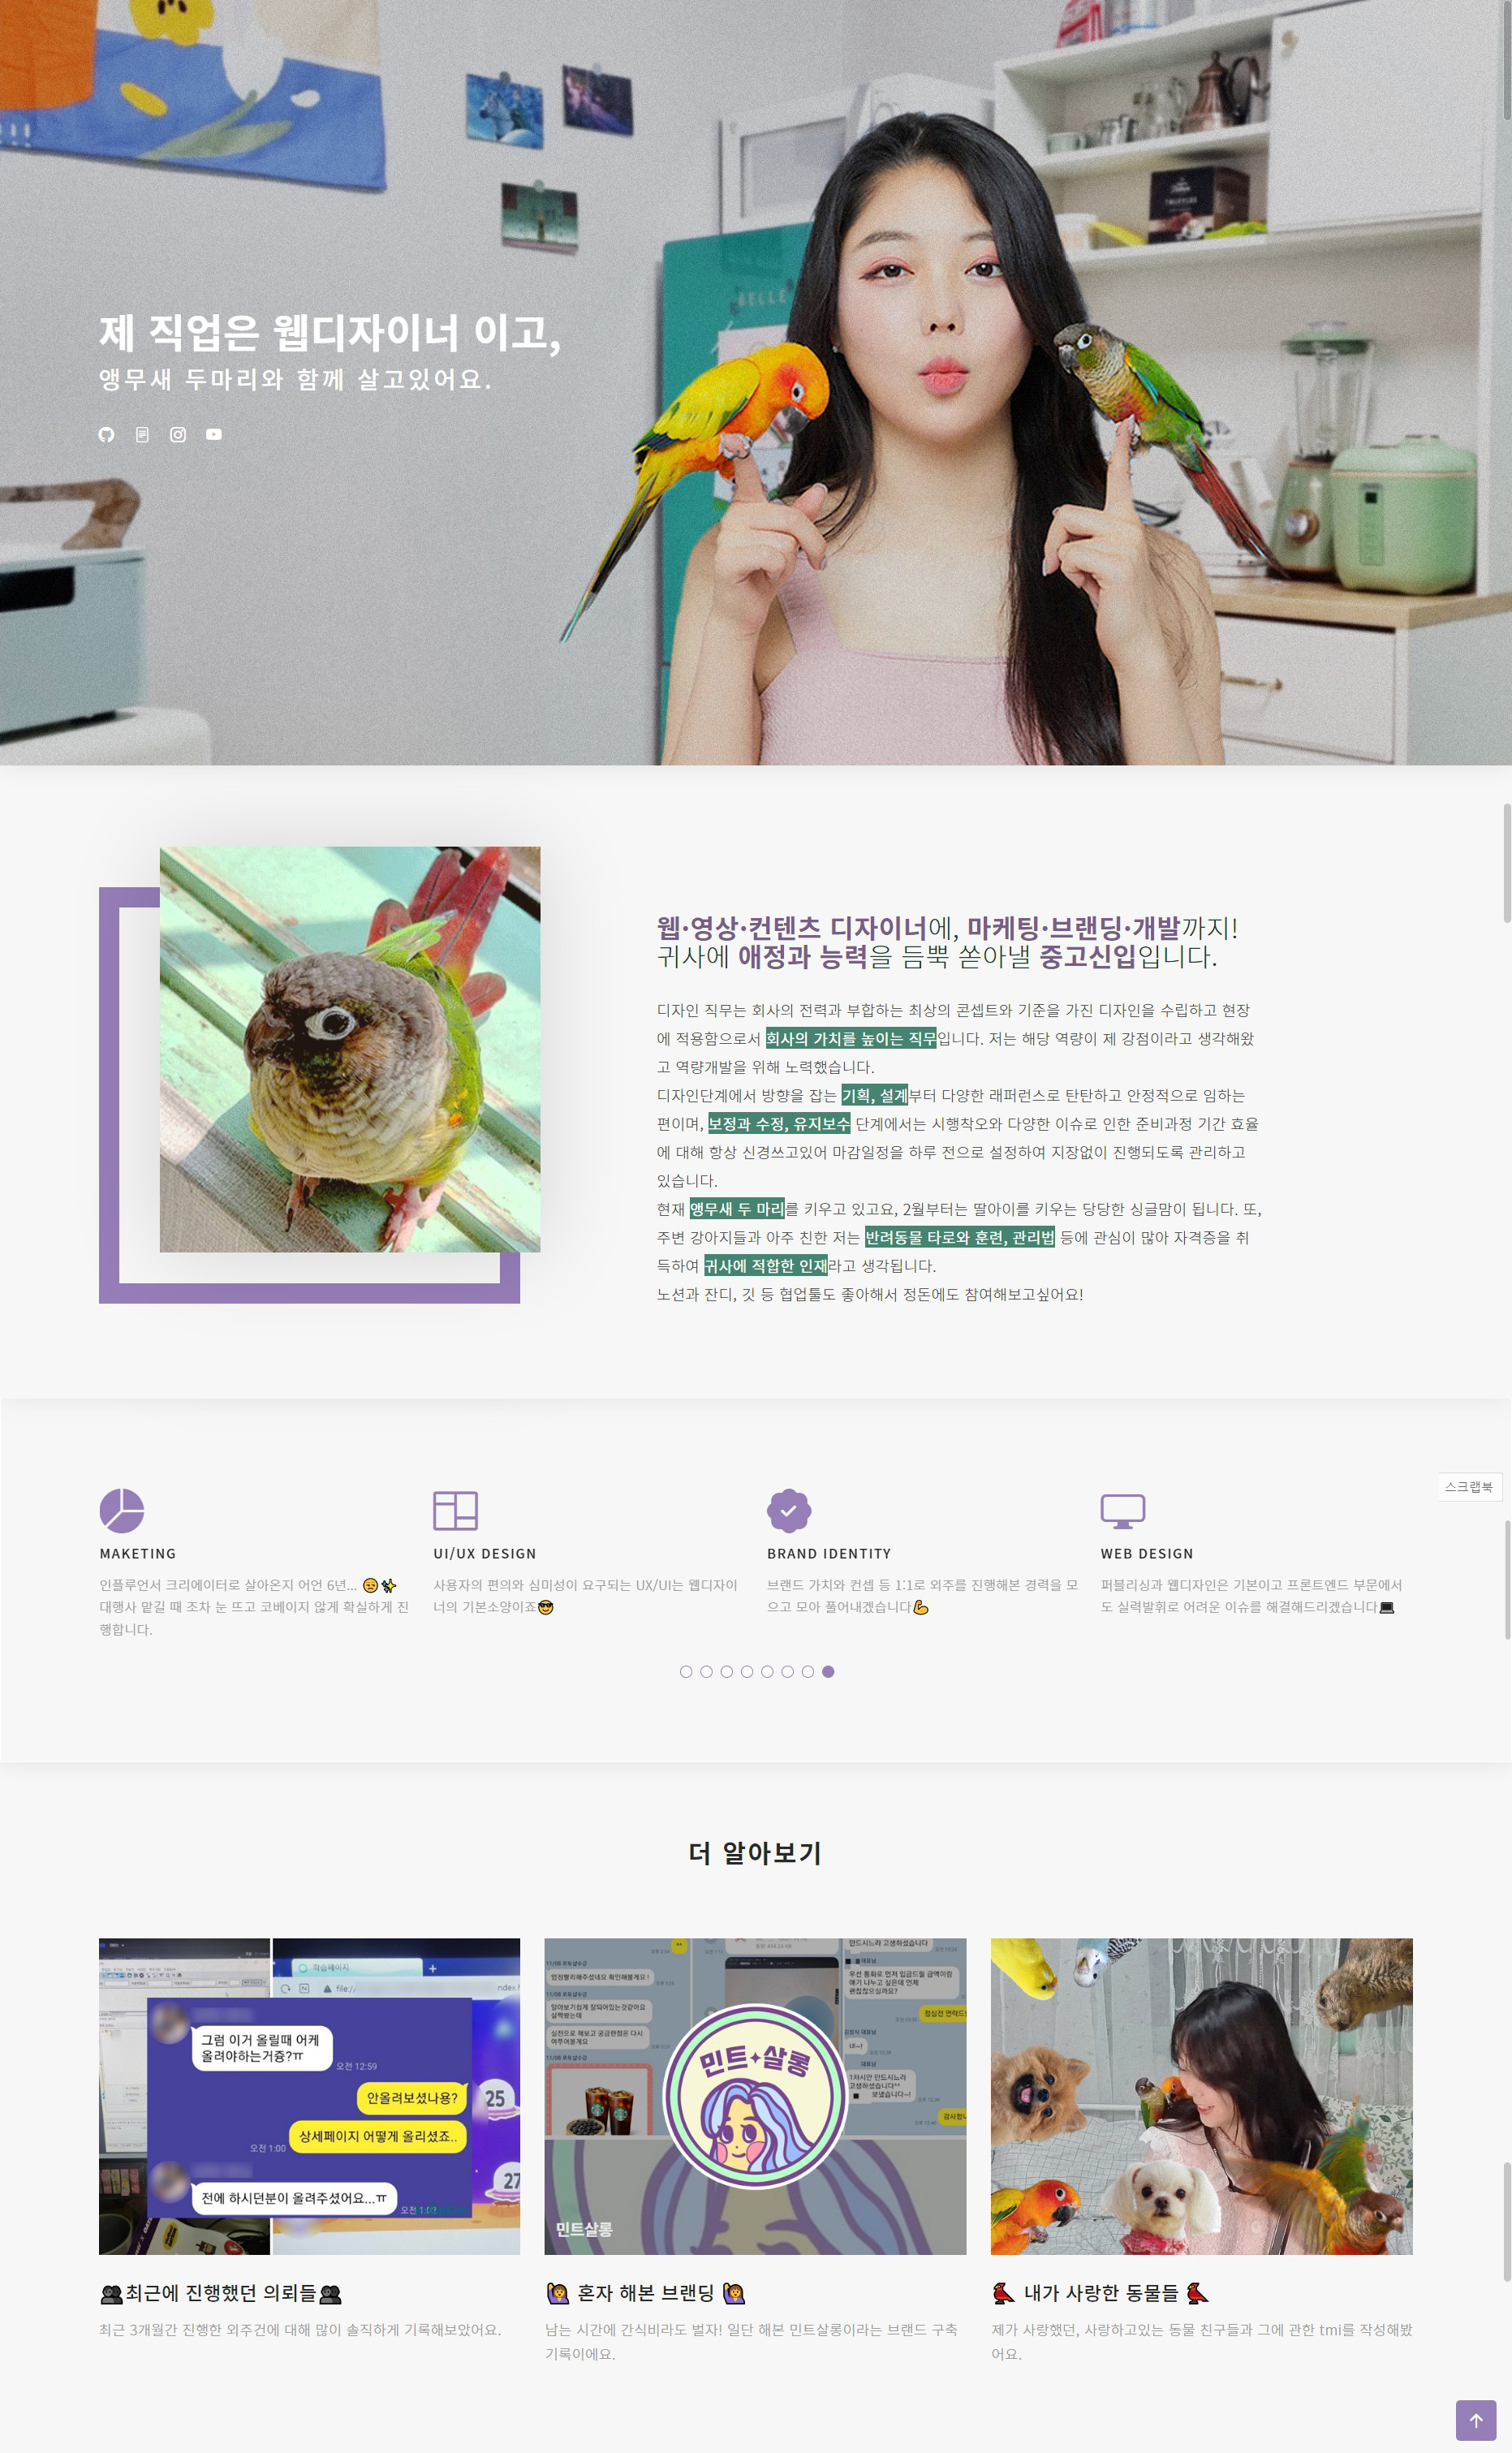 BELLE
TRUFFLES
제 직업은 웹디자이너 이고,
앵무새 두마리와 함께 살고있어요.
웹·영상·컨텐츠 디자이너에, 마케팅·브랜딩·개발까지!
귀사에 애정과 능력을 듬뿍 쏟아낼 중고신입입니다.
디자인 직무는 회사의 전력과 부합하는 최상의 콘셉트와 기준을 가진 디자인을 수립하고 현장
에 적용함으로서 회사의 가치를 높이는 직무입니다. 저는 해당 역량이 제 강점이라고 생각해왔
고 역량개발을 위해 노력했습니다.
디자인단계에서 방향을 잡는 기획, 설계부터 다양한 래퍼런스로 탄탄하고 안정적으로 임하는
편이며, 보정과 수정, 유지보수 단계에서는 시행착오와 다양한 이슈로 인한 준비과정 기간 효율
에 대해 항상 신경쓰고있어 마감일정을 하루 전으로 설정하여 지장없이 진행되도록 관리하고
있습니다.
현재 앵무새 두 마리를 키우고 있고요, 2월부터는 딸아이를 키우는 당당한 싱글맘이 됩니다. 또,
주변 강아지들과 아주 친한 저는 반려동물 타로와 훈련, 관리법 등에 관심이 많아 자격증을 취
득하여 귀사에 적합한 인재라고 생각됩니다.
노션과 잔디, 깃 등 협업툴도 좋아해서 정돈에도 참여해보고싶어요!
스크랩북
MAKETING
인플루언서 크리에이터로 살아온지 어언 6년... 😒✨
대행사 맡길 때 조차 눈 뜨고 코베이지 않게 확실하게 진
행합니다.
UI/UX DESIGN
사용자의 편의와 심미성이 요구되는 UX/UI는 웹디자이
너의 기본소양이죠😎
BRAND IDENTITY
브랜드 가치와 컨셉 등 1:1로 외주를 진행해본 경력을 모
으고 모아 풀어내겠습니다💪
WEB DESIGN
퍼블리싱과 웹디자인은 기본이고 프론트엔드 부문에서
도 실력발휘로 어려운 이슈를 해결해드리겠습니다💻
더 알아보기
학습페이지
file:/
ndex.h
그럼 이거 올릴때 어케
올려야하는거즁?ㅠ
오전 12:59
안올려보셨나용?
25
상세페이지 어떻게 올리셨죠..
오전 1:00
27
전에 하시던분이 올려주셨어요...ㅠ
민트살롱
민트살롱
👥최근에 진행했던 의뢰들👥
최근 3개월간 진행한 외주건에 대해 많이 솔직하게 기록해보았어요.
🙋 혼자 해본 브랜딩 🙋
남는 시간에 간식비라도 벌자! 일단 해본 민트살롱이라는 브랜드 구축
기록이에요.
🦜 내가 사랑한 동물들 🦜
제가 사랑했던, 사랑하고있는 동물 친구들과 그에 관한 tmi를 작성해봤
어요.